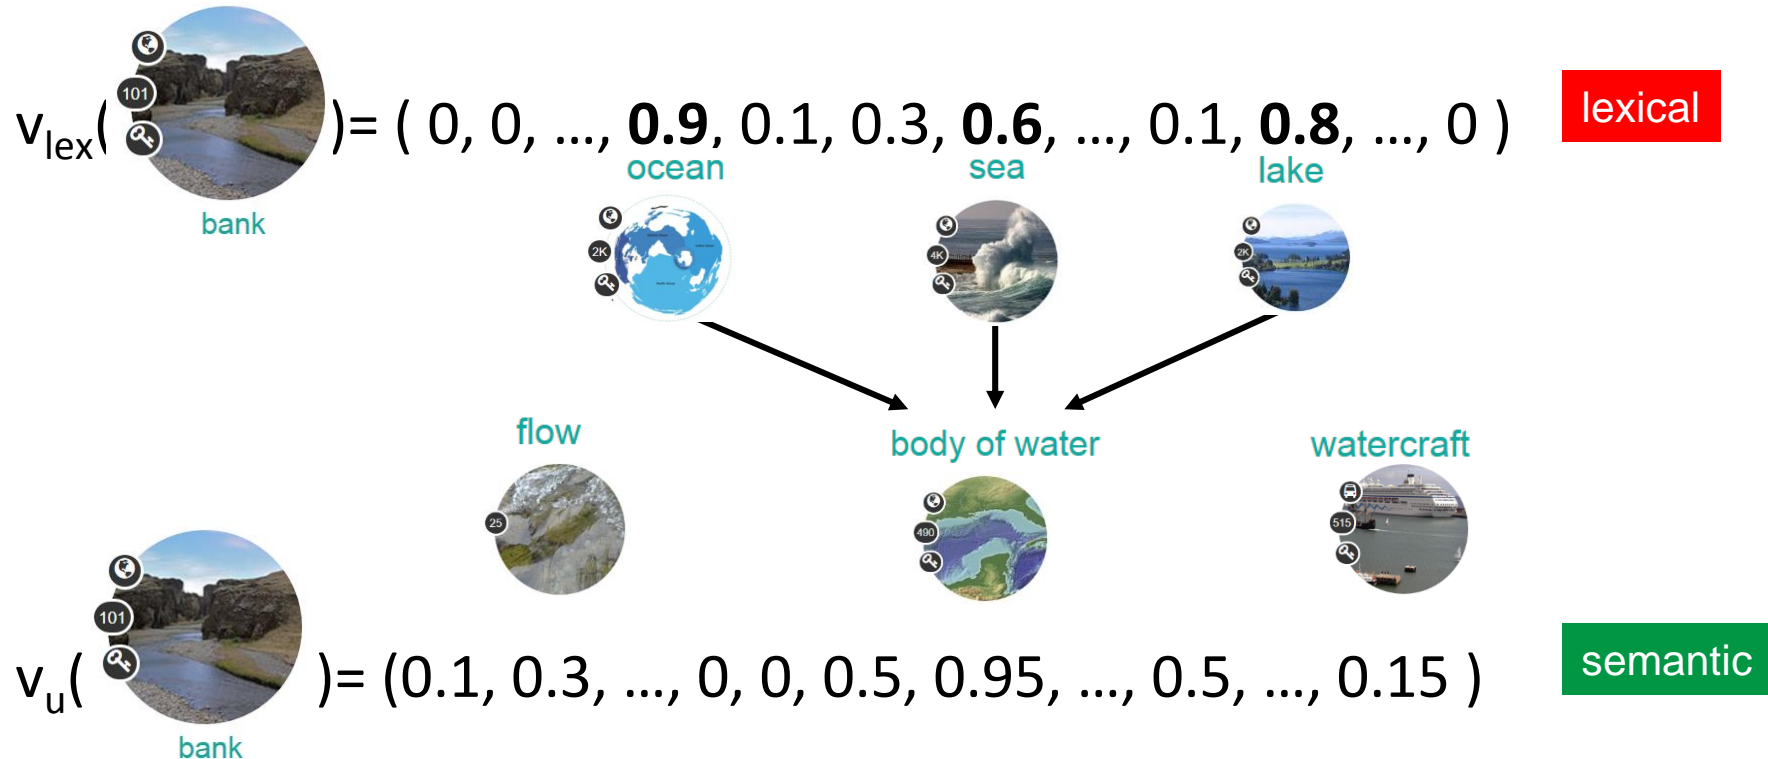 v_lex( )= ( 0, 0, …, 0.9, 0.1, 0.3, 0.6, …, 0.1, 0.8, …, 0 )
lexical
101
bank
ocean
sea
lake
2K
4K
2K
flow
body of water
watercraft
25
490
515
101
v_u( )= (0.1, 0.3, …, 0, 0, 0.5, 0.95, …, 0.5, …, 0.15 )
semantic
bank